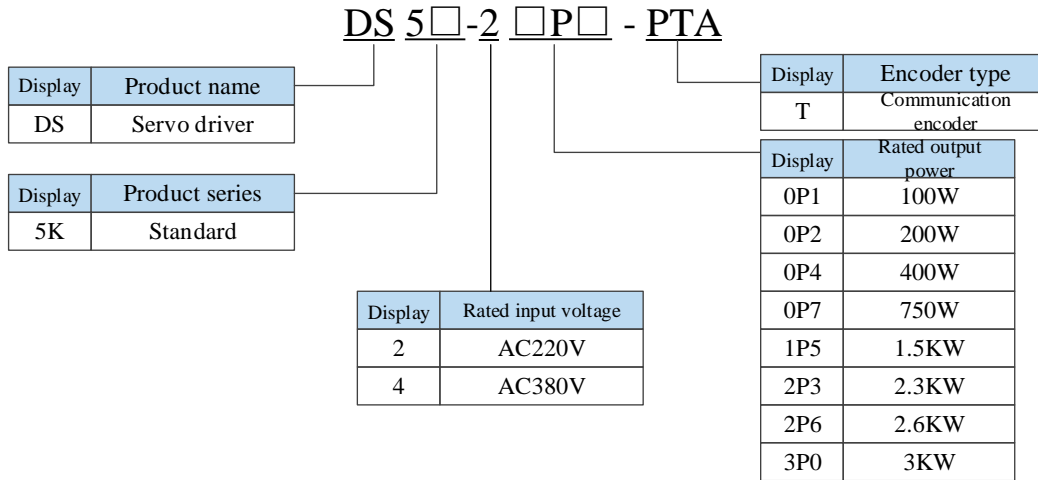 DS 5□-2 □P□ - PTA
Display Product name
DS Servo driver
Display Product series
5K Standard
Display Rated input voltage
2 AC220V
4 AC380V
Display Encoder type
T Communication
encoder
Display Rated output
power
0P1 100W
0P2 200W
0P4 400W
0P7 750W
1P5 1.5KW
2P3 2.3KW
2P6 2.6KW
3P0 3KW